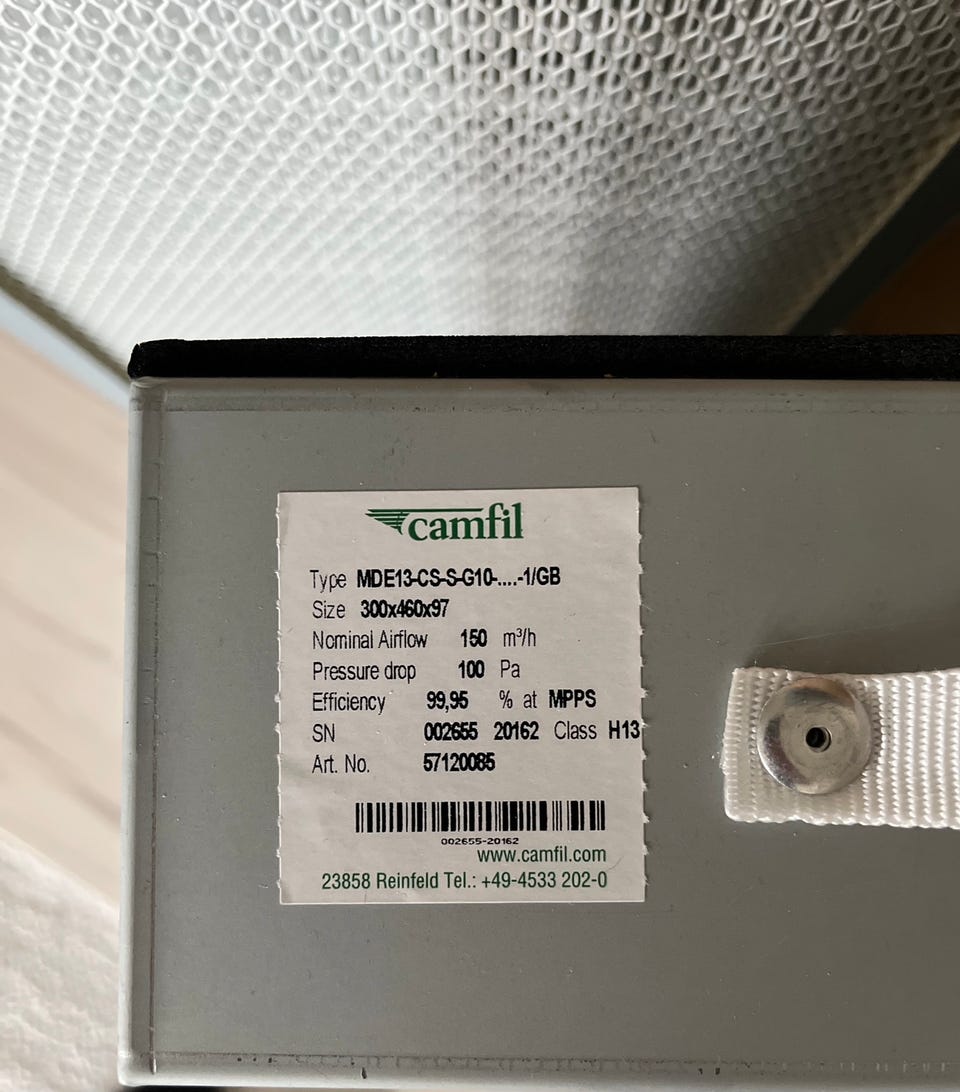 camfil
Type MDE13-CS-S-G10-....-1/GB
Size 300x460x97
Nominal Airflow 150 m³/h
Pressure drop 100 Pa
Efficiency 99,95 % at MPPS
SN 002655 20162 Class H13
Art. No. 57120085
002655-20162
www.camfil.com
23858 Reinfeld Tel.: +49-4533 202-0